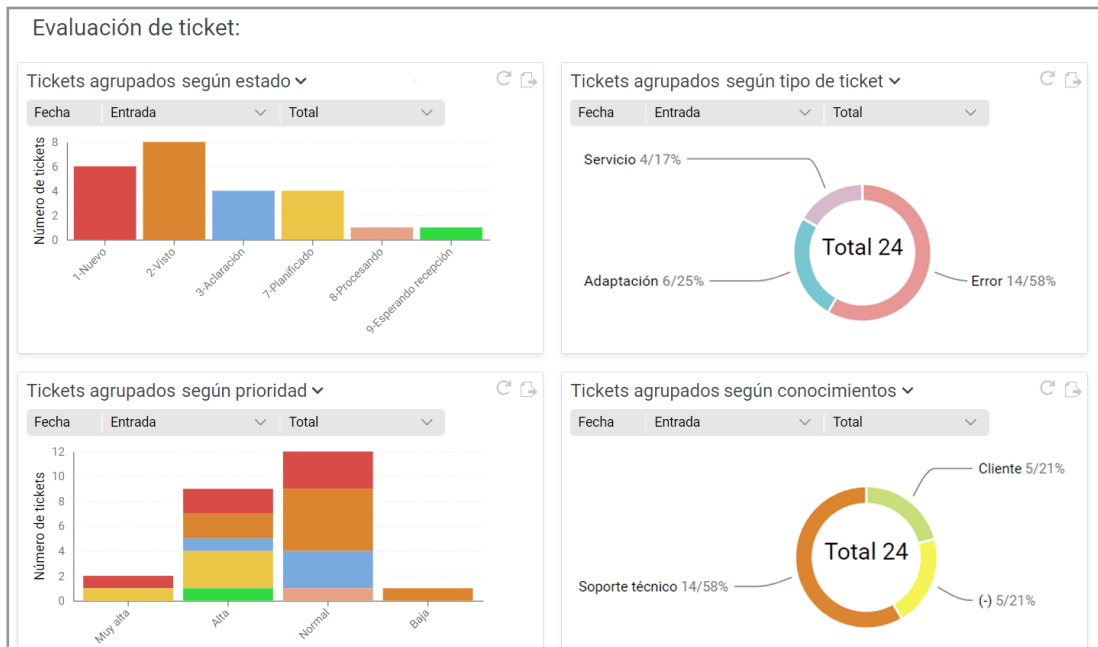 Evaluación de ticket:
Tickets agrupados según estado
Fecha Entrada Total
Número de tickets
8
6
4
2
0
1-Nuevo
2-Visto
3-Aclaración
7-Planificado
8-Procesando
9-Esperando recepción
Tickets agrupados según tipo de ticket
Fecha Entrada Total
Servicio 4/17%
Total 24
Adaptación 6/25%
Error 14/58%
Tickets agrupados según prioridad
Fecha Entrada Total
Número de tickets
12
10
8
6
4
2
0
Muy alta
Alta
Normal
Baja
Tickets agrupados según conocimientos
Fecha Entrada Total
Cliente 5/21%
Total 24
Soporte técnico 14/58%
(-) 5/21%